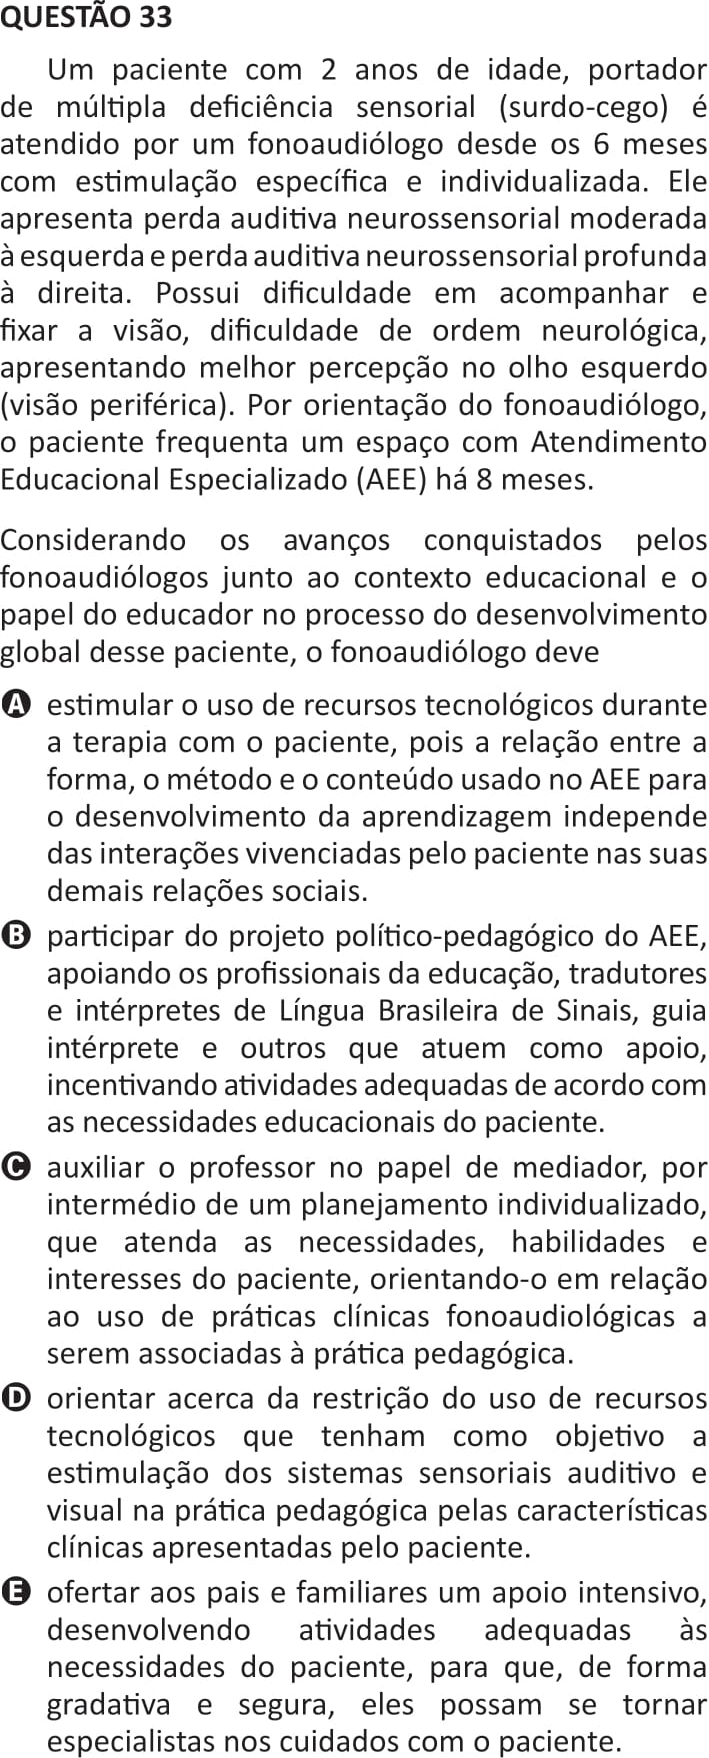 QUESTÃO 33
Um paciente com 2 anos de idade, portador
de múltipla deficiência sensorial (surdo-cego) é
atendido por um fonoaudiólogo desde os 6 meses
com estimulação específica e individualizada. Ele
apresenta perda auditiva neurossensorial moderada
à esquerda e perda auditiva neurossensorial profunda
à direita. Possui dificuldade em acompanhar e
fixar a visão, dificuldade de ordem neurológica,
apresentando melhor percepção no olho esquerdo
(visão periférica). Por orientação do fonoaudiólogo,
o paciente frequenta um espaço com Atendimento
Educacional Especializado (AEE) há 8 meses.
Considerando os avanços conquistados pelos
fonoaudiólogos junto ao contexto educacional e o
papel do educador no processo do desenvolvimento
global desse paciente, o fonoaudiólogo deve
A estimular o uso de recursos tecnológicos durante
a terapia com o paciente, pois a relação entre a
forma, o método e o conteúdo usado no AEE para
o desenvolvimento da aprendizagem independe
das interações vivenciadas pelo paciente nas suas
demais relações sociais.
B participar do projeto político-pedagógico do AEE,
apoiando os profissionais da educação, tradutores
e intérpretes de Língua Brasileira de Sinais, guia
intérprete e outros que atuem como apoio,
incentivando atividades adequadas de acordo com
as necessidades educacionais do paciente.
C auxiliar o professor no papel de mediador, por
intermédio de um planejamento individualizado,
que atenda as necessidades, habilidades e
interesses do paciente, orientando-o em relação
ao uso de práticas clínicas fonoaudiológicas a
serem associadas à prática pedagógica.
D orientar acerca da restrição do uso de recursos
tecnológicos que tenham como objetivo a
estimulação dos sistemas sensoriais auditivo e
visual na prática pedagógica pelas características
clínicas apresentadas pelo paciente.
E ofertar aos pais e familiares um apoio intensivo,
desenvolvendo atividades adequadas às
necessidades do paciente, para que, de forma
gradativa e segura, eles possam se tornar
especialistas nos cuidados com o paciente.